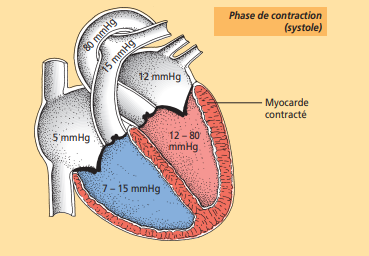 Phase de contraction
(systole)
80 mmHg
15 mmHg
12 mmHg
Myocarde
contracté
5 mmHg
12 – 80
mmHg
7 – 15 mmHg